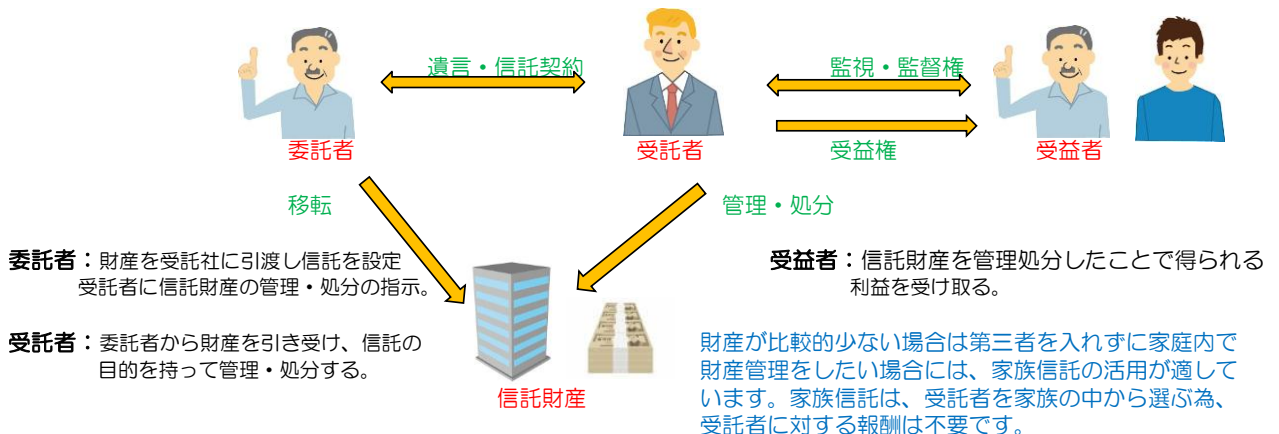 遺言・信託契約
監視・監督権
委託者
受託者
受益権
受益者
移転
管理・処分
委託者：財産を受託社に引渡し信託を設定
受託者に信託財産の管理・処分の指示。
受託者：委託者から財産を引き受け、信託の
目的を持って管理・処分する。
信託財産
受益者：信託財産を管理処分したことで得られる
利益を受け取る。
財産が比較的少ない場合は第三者を入れずに家庭内で
財産管理をしたい場合には、家族信託の活用が適して
います。家族信託は、受託者を家族の中から選ぶ為、
受託者に対する報酬は不要です。